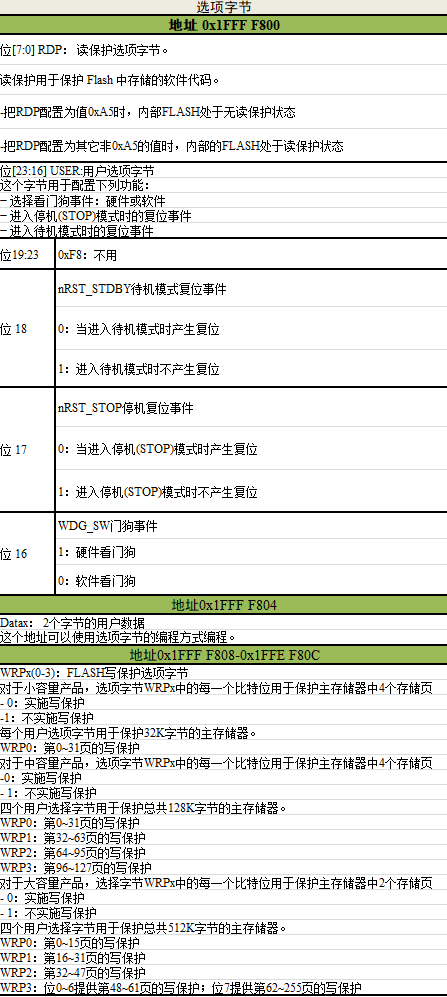 选项字节
地址 0x1FFF F800
位[7:0] RDP： 读保护选项字节。
读保护用于保护 Flash 中存储的软件代码。
-把RDP配置为值0xA5时，内部FLASH处于无读保护状态
-把RDP配置为其它非0xA5的值时，内部的FLASH处于读保护状态
位[23:16] USER:用户选项字节
这个字节用于配置下列功能：
– 选择看门狗事件：硬件或软件
– 进入停机(STOP)模式时的复位事件
– 进入待机模式时的复位事件
位19:23 0xF8：不用
位 18
nRST_STDBY待机模式复位事件
0：当进入待机模式时产生复位
1：进入待机模式时不产生复位
位 17
nRST_STOP停机复位事件
0：当进入停机(STOP)模式时产生复位
1：进入停机(STOP)模式时不产生复位
位 16
WDG_SW门狗事件
1：硬件看门狗
0：软件看门狗
地址0x1FFF F804
Datax： 2个字节的用户数据
这个地址可以使用选项字节的编程方式编程。
地址0x1FFF F808-0x1FFE F80C
WRPx(0-3)：FLASH写保护选项字节
对于小容量产品，选项字节WRPx中的每一个比特位用于保护主存储器中4个存储页
- 0：实施写保护
-1：不实施写保护
每个用户选项字节用于保护32K字节的主存储器。
WRP0：第0~31页的写保护
对于中容量产品，选项字节WRPx中的每一个比特位用于保护主存储器中4个存储页
-0：实施写保护
- 1：不实施写保护
四个用户选择字节用于保护总共128K字节的主存储器。
WRP0：第0~31页的写保护
WRP1：第32~63页的写保护
WRP2：第64~95页的写保护
WRP3：第96~127页的写保护
对于大容量产品，选择字节WRPx中的每一个比特位用于保护主存储器中2个存储页
- 0：实施写保护
- 1：不实施写保护
四个用户选择字节用于保护总共512K字节的主存储器。
WRP0：第0~15页的写保护
WRP1：第16~31页的写保护
WRP2：第32~47页的写保护
WRP3：位0~6提供第48~61页的写保护；位7提供第62~255页的写保护